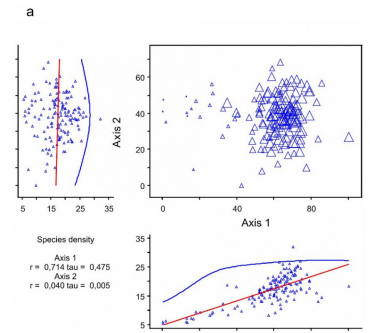 a
60
40
20
0
Axis 2
5 15 25 35
0 40 80
Axis 1
Species density
Axis 1
r = 0,714 tau = 0,475
Axis 2
r = 0,040 tau = 0,005
35
25
15
5